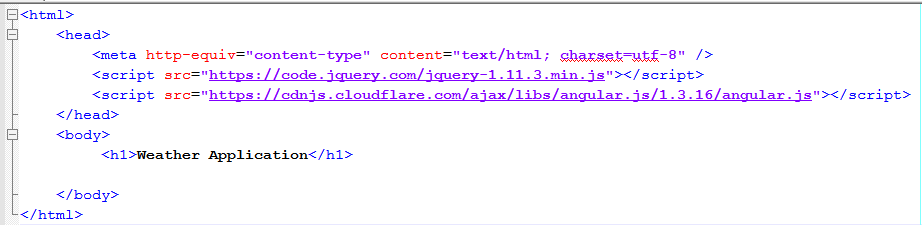 <html>
<head>
<meta http-equiv="content-type" content="text/html; charset=utf-8" />
<script src="https://code.jquery.com/jquery-1.11.3.min.js"></script>
<script src="https://cdnjs.cloudflare.com/ajax/libs/angular.js/1.3.16/angular.js"></script>
</head>
<body>
<h1>Weather Application</h1>
</body>
</html>